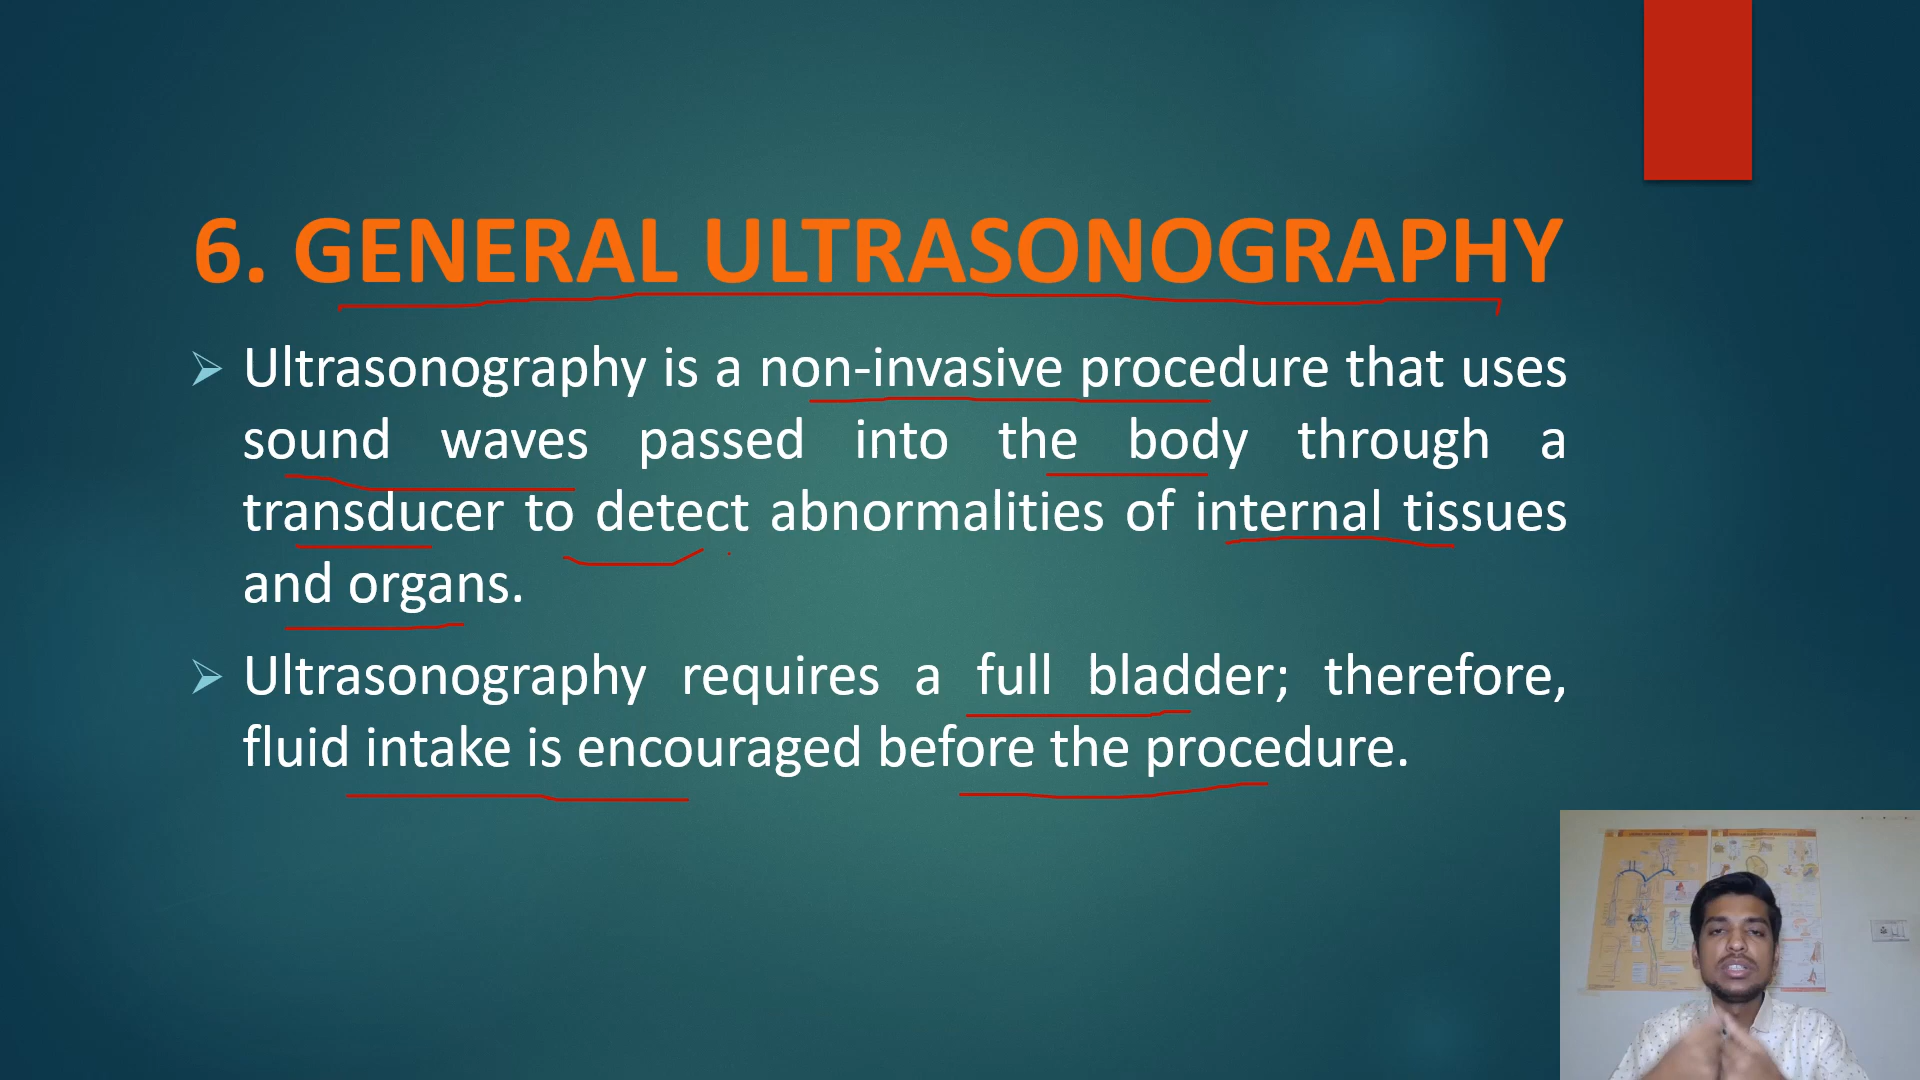 6. GENERAL ULTRASONOGRAPHY
Ultrasonography is a non-invasive procedure that uses
sound waves passed into the body through a
transducer to detect abnormalities of internal tissues
and organs.
Ultrasonography requires a full bladder; therefore,
fluid intake is encouraged before the procedure.